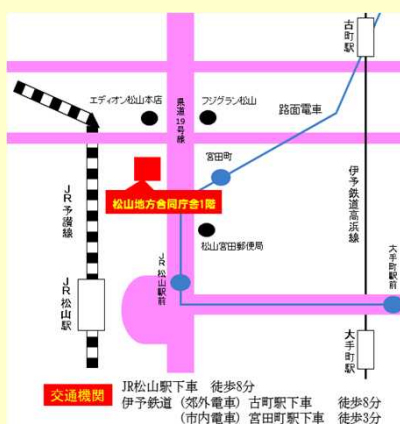 古町駅
エディオン松山本店
県道19号線
フジグラン松山
路面電車
宮田町
松山地方合同庁舎1階
JR予讃線
伊予鉄道高浜線
松山宮田郵便局
大手町駅前
JR松山駅前
JR松山駅
大手町駅
交通機関
JR松山駅下車 徒歩8分
伊予鉄道（郊外電車）古町駅下車 徒歩8分
（市内電車）宮田町駅下車 徒歩3分